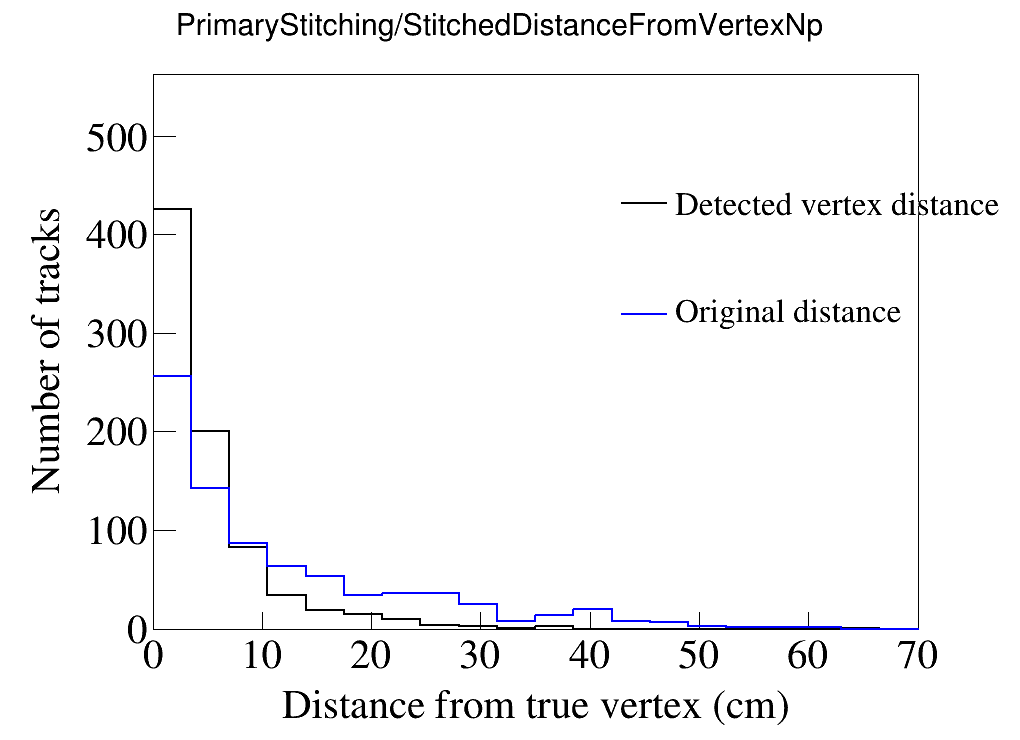 PrimaryStitching/StitchedDistanceFromVertexNp
500
400
300
200
100
0
Number of tracks
Detected vertex distance
Original distance
0 10 20 30 40 50 60 70
Distance from true vertex (cm)